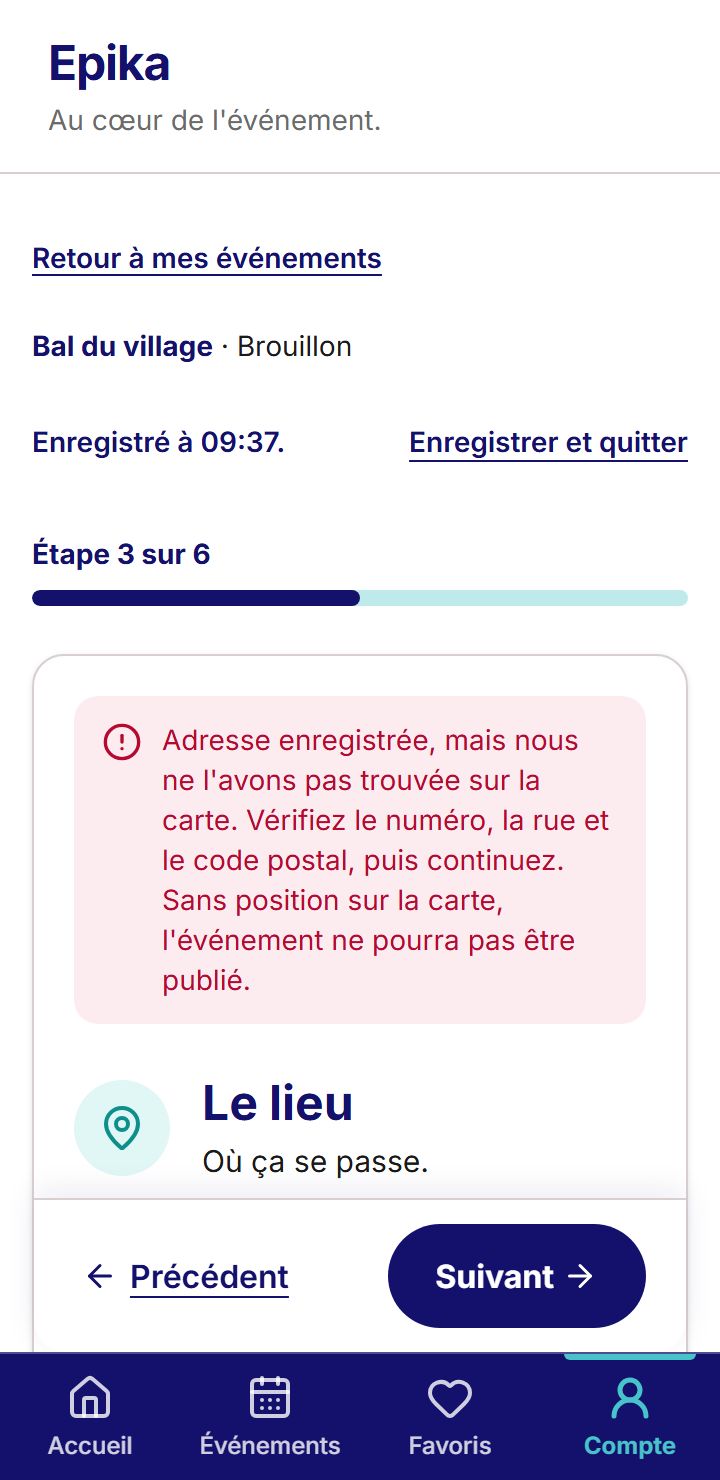 Epika
Au cœur de l'événement.
Retour à mes événements
Bal du village · Brouillon
Enregistré à 09:37.
Enregistrer et quitter
Étape 3 sur 6
Adresse enregistrée, mais nous
ne l'avons pas trouvée sur la
carte. Vérifiez le numéro, la rue et
le code postal, puis continuez.
Sans position sur la carte,
l'événement ne pourra pas être
publié.
Le lieu
Où ça se passe.
Précédent
Suivant
Accueil
Événements
Favoris
Compte